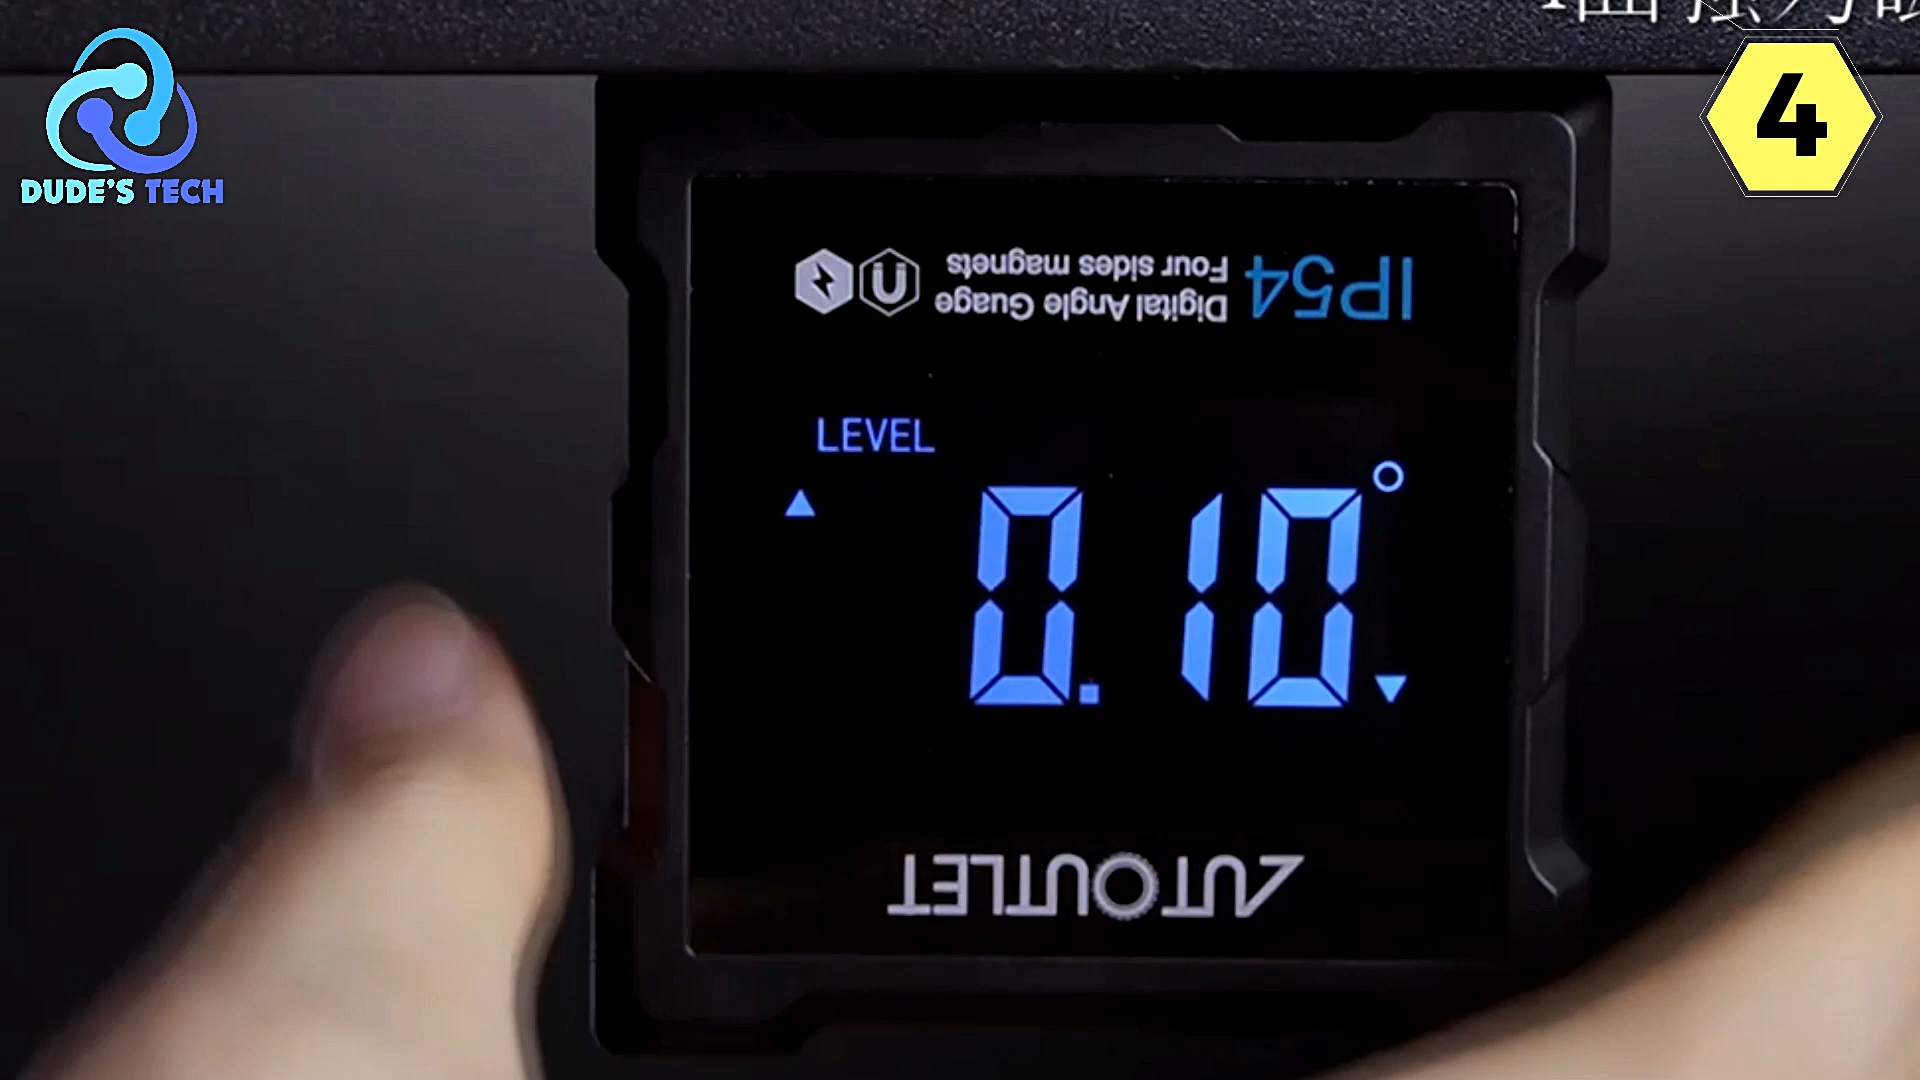 DUDE'S TECH
4
IP54
Digital Angle Guage
Four sides magnets
LEVEL
0.10°
AUTOUTLET